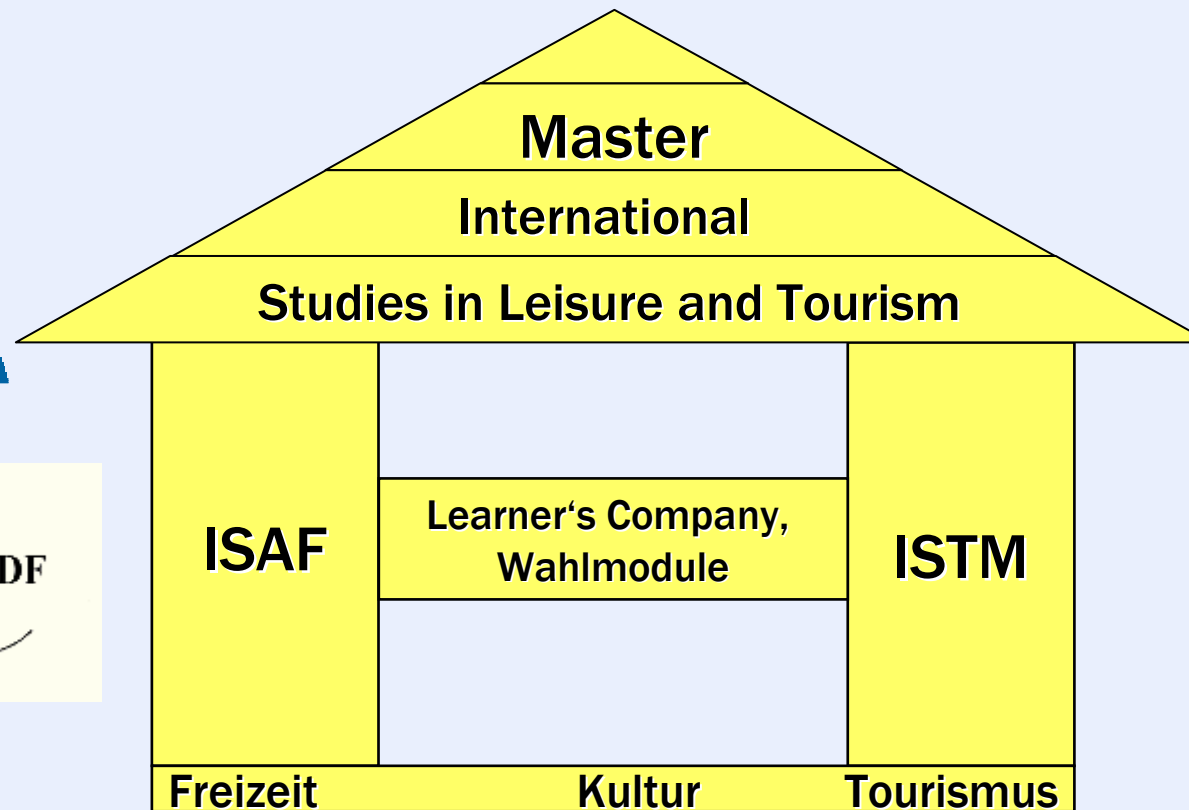 Master
International
Studies in Leisure and Tourism
Learner‘s Company,
Wahlmodule
ISAF
ISTM
DF
Freizeit Kultur Tourismus